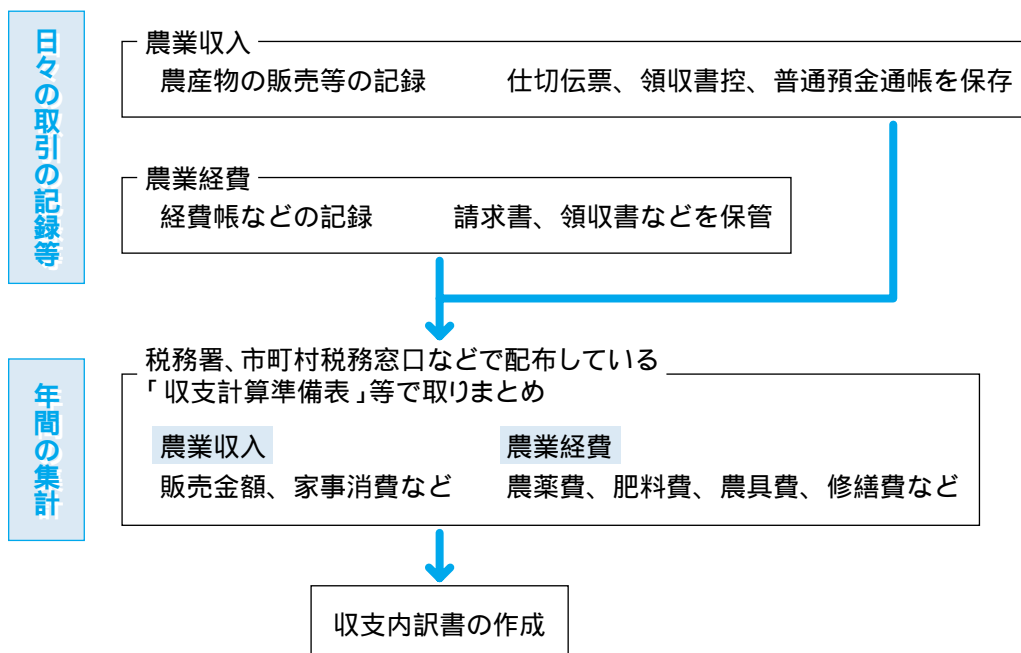 日々の取引の記録等
農業収入
農産物の販売等の記録　仕切伝票、領収書控、普通預金通帳を保存
農業経費
経費帳などの記録　請求書、領収書などを保管
年間の集計
税務署、市町村税務窓口などで配布している
「収支計算準備表」等で取りまとめ
農業収入　農業経費
販売金額、家事消費など　農薬費、肥料費、農具費、修繕費など
収支内訳書の作成